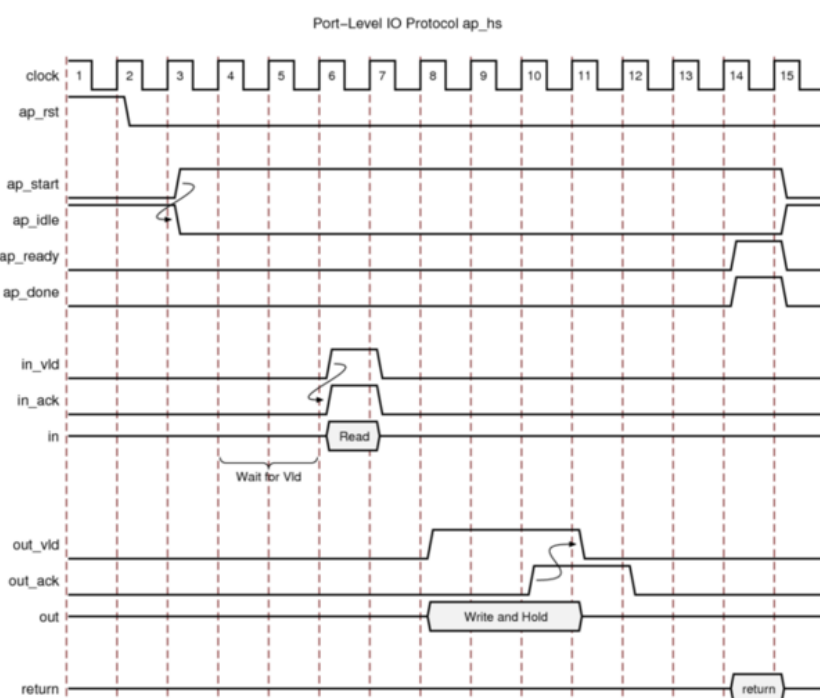 Port-Level IO Protocol ap_hs
clock 1 2 3 4 5 6 7 8 9 10 11 12 13 14 15
ap_rst
ap_start
ap_idle
ap_ready
ap_done
in_vld
in_ack
in Read
Wait for Vld
out_vld
out_ack
out Write and Hold
return return